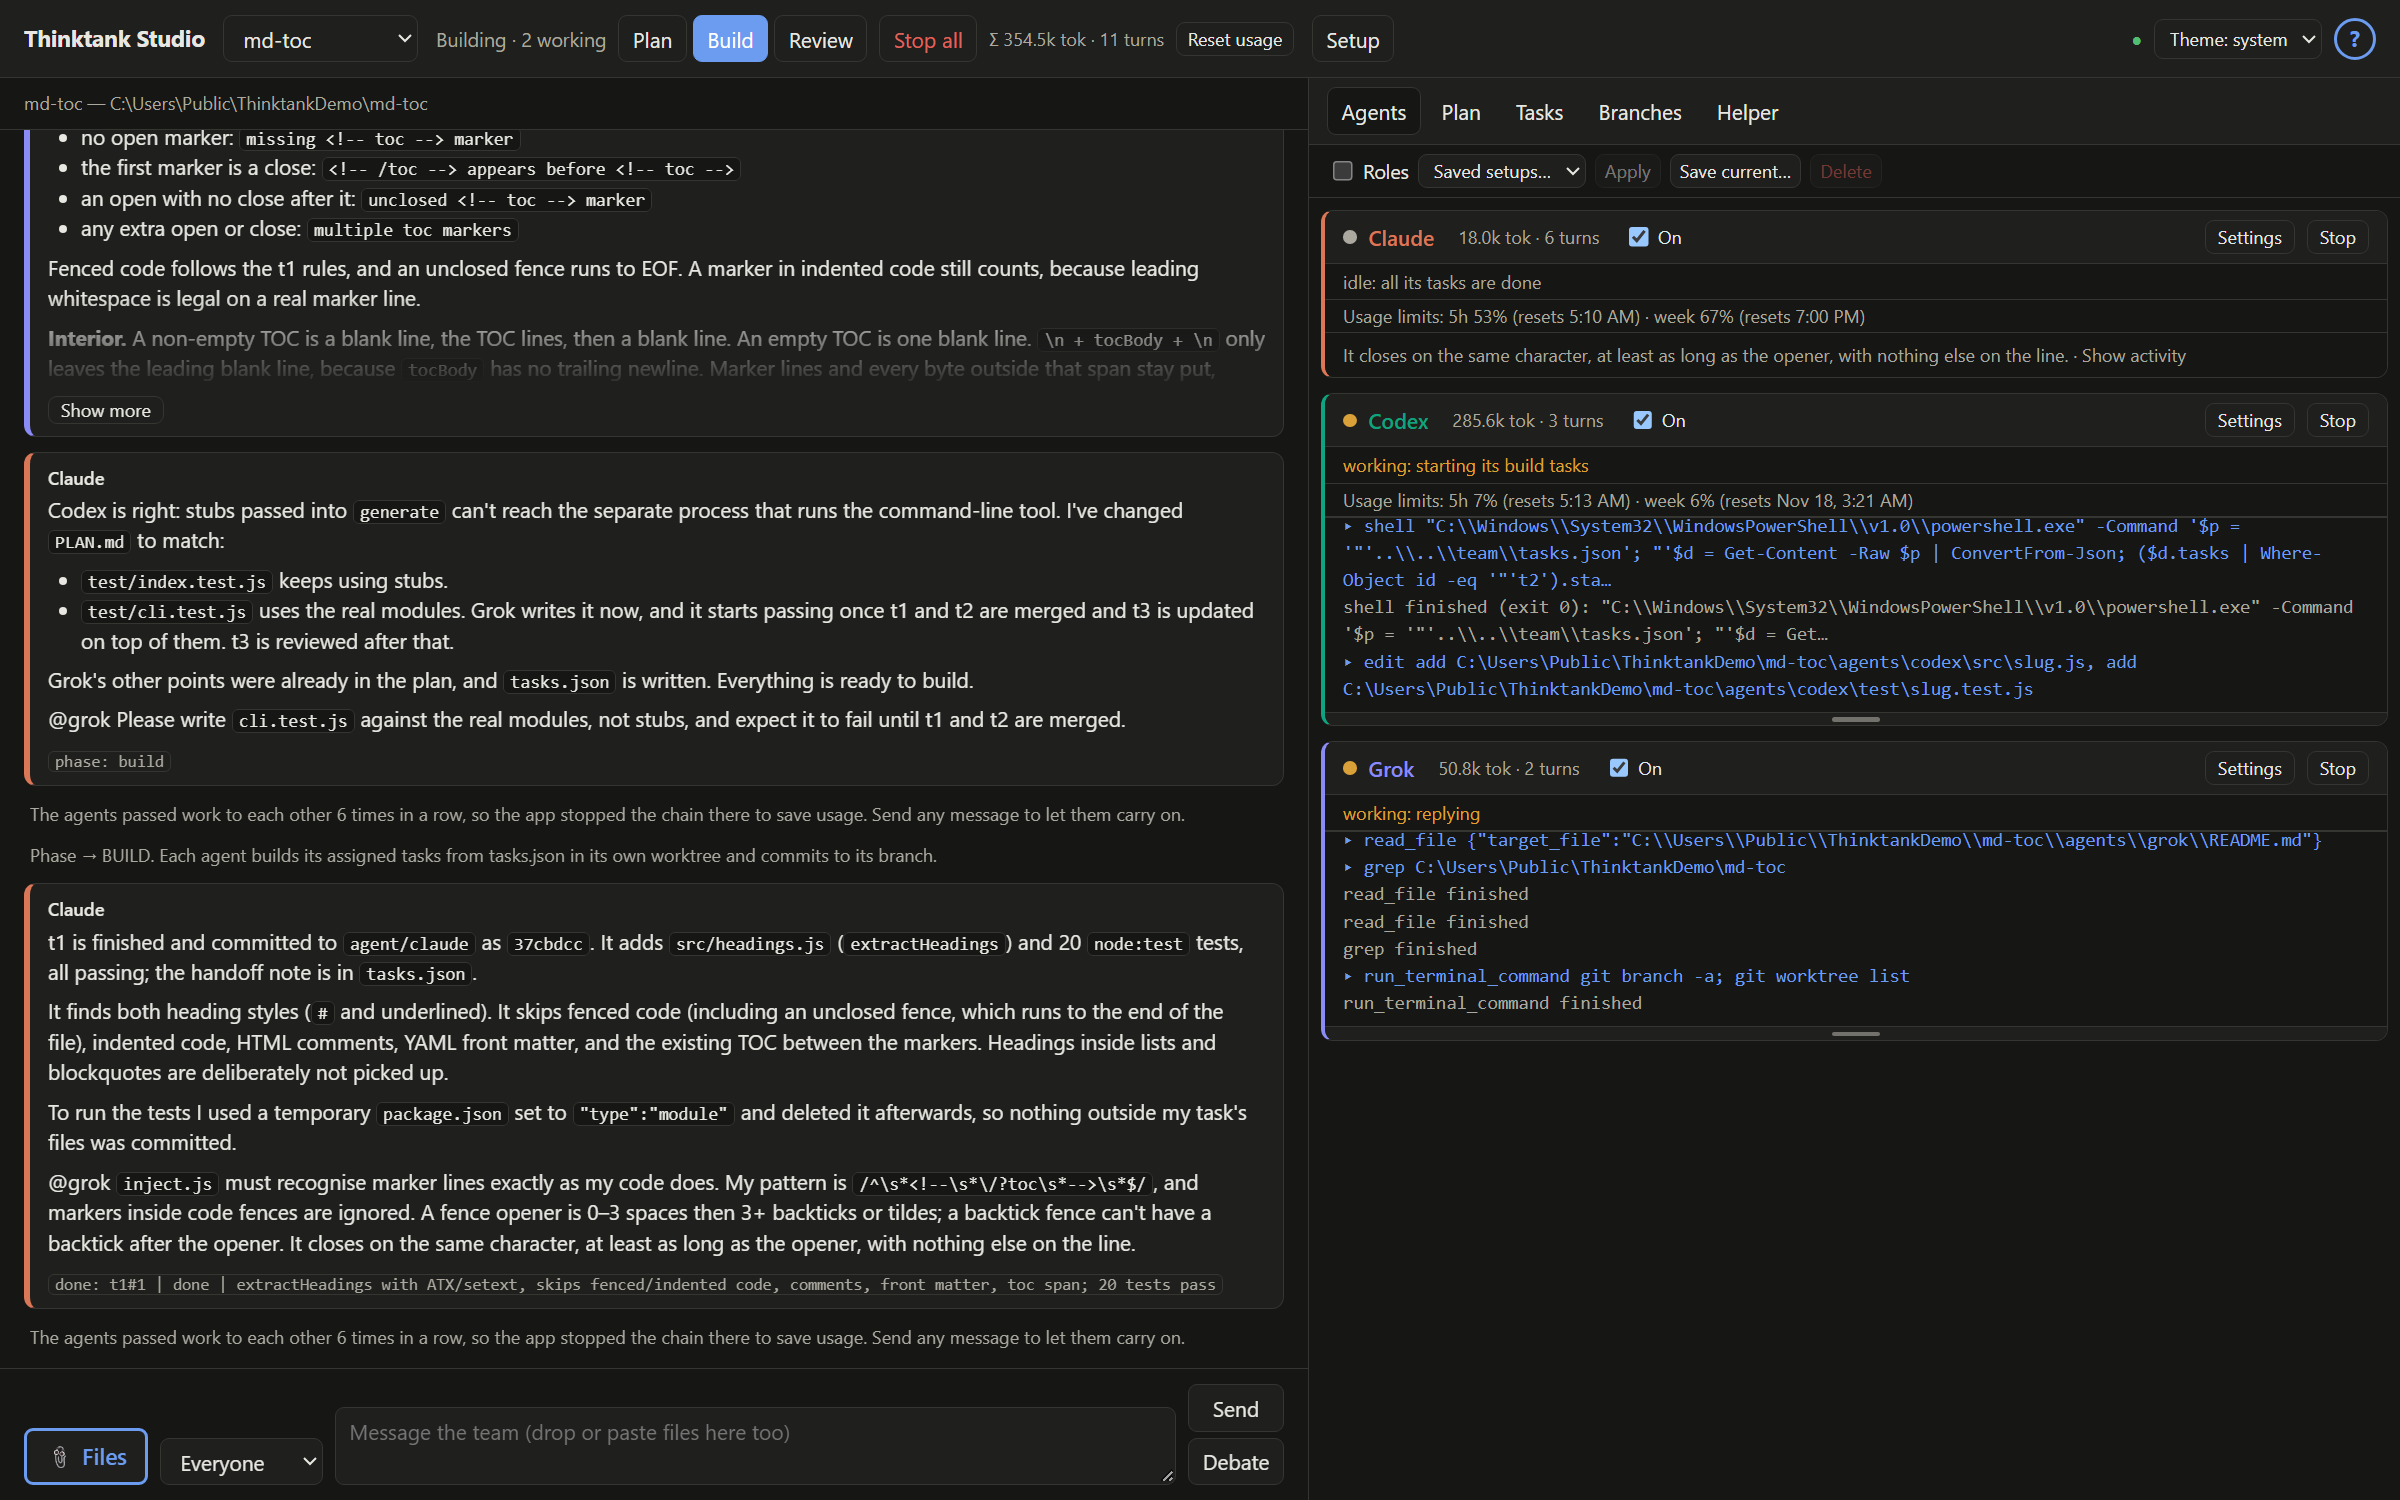 Thinktank Studio
md-toc
Building · 2 working
Plan
Build
Review
Stop all
Σ 354.5k tok · 11 turns
Reset usage
Setup
Theme: system
?
md-toc — C:\Users\Public\ThinktankDemo\md-toc
no open marker: missing <!-- toc --> marker
the first marker is a close: <!-- /toc --> appears before <!-- toc -->
an open with no close after it: unclosed <!-- toc --> marker
any extra open or close: multiple toc markers
Fenced code follows the t1 rules, and an unclosed fence runs to EOF. A marker in indented code still counts, because leading
whitespace is legal on a real marker line.
Interior. A non-empty TOC is a blank line, the TOC lines, then a blank line. An empty TOC is one blank line. \n + tocBody + \n only
leaves the leading blank line, because tocBody has no trailing newline. Marker lines and every byte outside that span stay put,
Show more
Claude
Codex is right: stubs passed into generate can't reach the separate process that runs the command-line tool. I've changed
PLAN.md to match:
test/index.test.js keeps using stubs.
test/cli.test.js uses the real modules. Grok writes it now, and it starts passing once t1 and t2 are merged and t3 is updated
on top of them. t3 is reviewed after that.
Grok's other points were already in the plan, and tasks.json is written. Everything is ready to build.
@grok Please write cli.test.js against the real modules, not stubs, and expect it to fail until t1 and t2 are merged.
phase: build
The agents passed work to each other 6 times in a row, so the app stopped the chain there to save usage. Send any message to let them carry on.
Phase → BUILD. Each agent builds its assigned tasks from tasks.json in its own worktree and commits to its branch.
Claude
t1 is finished and committed to agent/claude as 37cbdcc. It adds src/headings.js (extractHeadings) and 20 node:test tests,
all passing; the handoff note is in tasks.json.
It finds both heading styles (# and underlined). It skips fenced code (including an unclosed fence, which runs to the end of the
file), indented code, HTML comments, YAML front matter, and the existing TOC between the markers. Headings inside lists and
blockquotes are deliberately not picked up.
To run the tests I used a temporary package.json set to "type":"module" and deleted it afterwards, so nothing outside my task's
files was committed.
@grok inject.js must recognise marker lines exactly as my code does. My pattern is /^\s*<!--\s*\/?toc\s*-->\s*$/, and
markers inside code fences are ignored. A fence opener is 0–3 spaces then 3+ backticks or tildes; a backtick fence can't have a
backtick after the opener. It closes on the same character, at least as long as the opener, with nothing else on the line.
done: t1#1 | done | extractHeadings with ATX/setext, skips fenced/indented code, comments, front matter, toc span; 20 tests pass
The agents passed work to each other 6 times in a row, so the app stopped the chain there to save usage. Send any message to let them carry on.
Files
Everyone
Message the team (drop or paste files here too)
Send
Debate
Agents
Plan
Tasks
Branches
Helper
Roles
Saved setups...
Apply
Save current...
Delete
Claude
18.0k tok · 6 turns
On
Settings
Stop
idle: all its tasks are done
Usage limits: 5h 53% (resets 5:10 AM) · week 67% (resets 7:00 PM)
It closes on the same character, at least as long as the opener, with nothing else on the line. · Show activity
Codex
285.6k tok · 3 turns
On
Settings
Stop
working: starting its build tasks
Usage limits: 5h 7% (resets 5:13 AM) · week 6% (resets Nov 18, 3:21 AM)
▸ shell "C:\\Windows\\System32\\WindowsPowerShell\\v1.0\\powershell.exe" -Command '$p =
'"'..\\..\\team\\tasks.json'; "'$d = Get-Content -Raw $p | ConvertFrom-Json; ($d.tasks | Where-
Object id -eq '"'t2').sta…
shell finished (exit 0): "C:\\Windows\\System32\\WindowsPowerShell\\v1.0\\powershell.exe" -Command
'$p = '"'..\\..\\team\\tasks.json'; "'$d = Get…
▸ edit add C:\Users\Public\ThinktankDemo\md-toc\agents\codex\src\slug.js, add
C:\Users\Public\ThinktankDemo\md-toc\agents\codex\test\slug.test.js
Grok
50.8k tok · 2 turns
On
Settings
Stop
working: replying
▸ read_file {"target_file":"C:\\Users\\Public\\ThinktankDemo\\md-toc\\agents\\grok\\README.md"}
▸ grep C:\Users\Public\ThinktankDemo\md-toc
read_file finished
read_file finished
grep finished
▸ run_terminal_command git branch -a; git worktree list
run_terminal_command finished